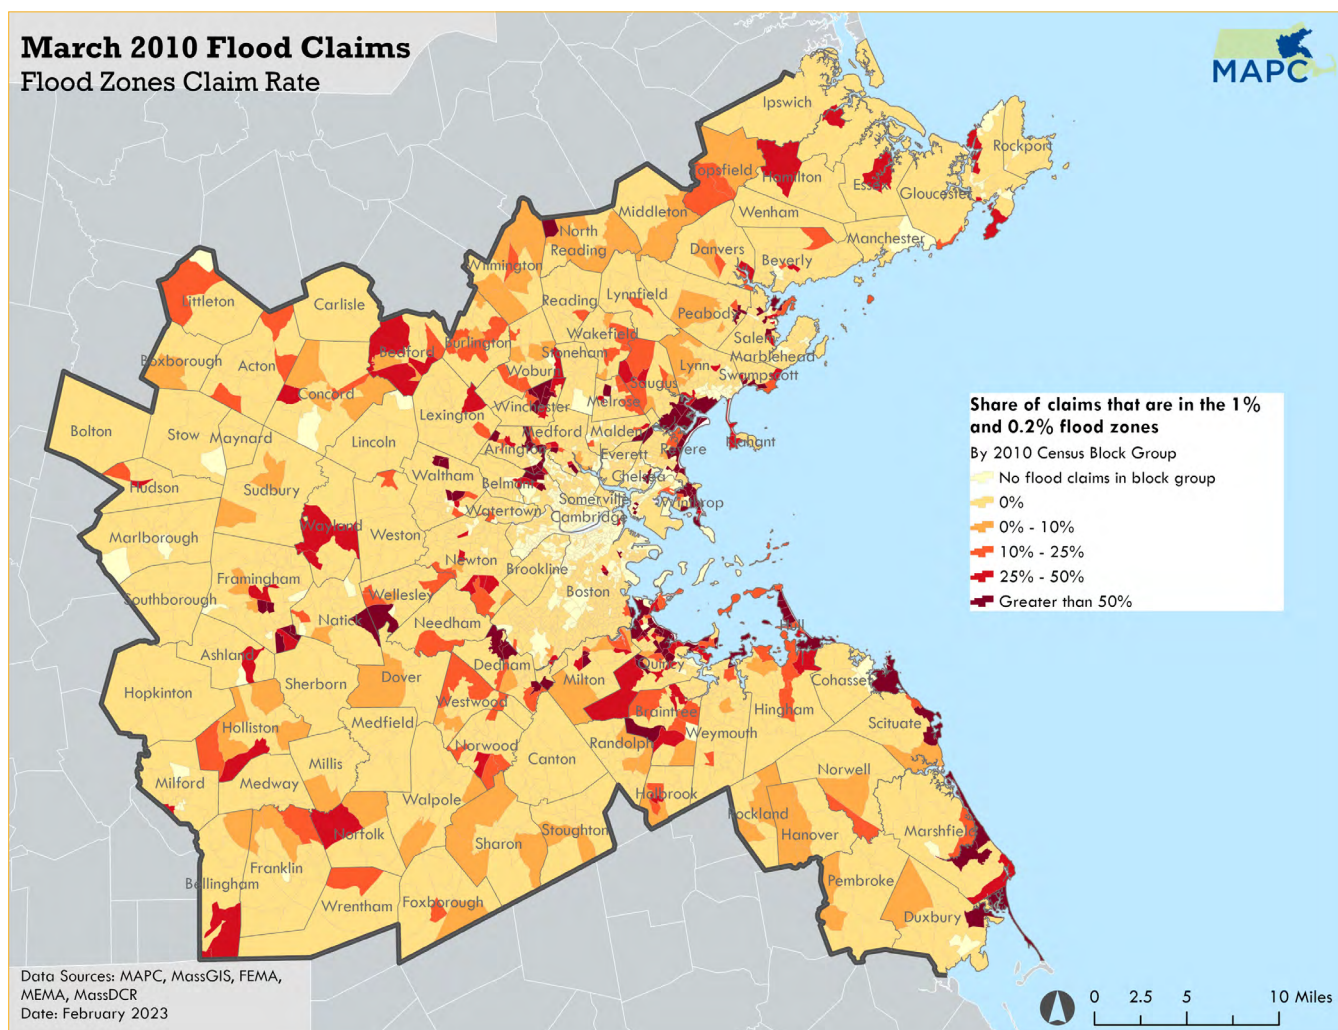 March 2010 Flood Claims
Flood Zones Claim Rate
MAPC
Ipswich
Rockport
Topsfield
Hamilton
Essex
Gloucester
Middleton
Wenham
North
Reading
Manchester
Danvers
Beverly
Wilmington
Littleton
Carlisle
Reading
Lynnfield
Peabody
Wakefield
Salem
Burlington
Bedford
Stoneham
Marblehead
Boxborough
Acton
Woburn
Lynn
Swampscott
Saugus
Concord
Winchester
Melrose
Lexington
Bolton
Stow
Maynard
Lincoln
Medford
Malden
Nahant
Arlington
Everett
Revere
Waltham
Belmont
Chelsea
Hudson
Sudbury
Somerville
Winthrop
Watertown
Cambridge
Wayland
Weston
Marlborough
Newton
Brookline
Framingham
Boston
Southborough
Wellesley
Natick
Needham
Hull
Ashland
Dedham
Quincy
Milton
Cohasset
Hopkinton
Sherborn
Dover
Westwood
Braintree
Hingham
Scituate
Holliston
Medfield
Weymouth
Norwood
Randolph
Canton
Milford
Medway
Millis
Norwell
Walpole
Holbrook
Rockland
Hanover
Marshfield
Norfolk
Stoughton
Sharon
Franklin
Bellingham
Pembroke
Wrentham
Foxborough
Duxbury
Share of claims that are in the 1%
and 0.2% flood zones
By 2010 Census Block Group
No flood claims in block group
0%
0% - 10%
10% - 25%
25% - 50%
Greater than 50%
Data Sources: MAPC, MassGIS, FEMA,
MEMA, MassDCR
Date: February 2023
0 2.5 5 10 Miles